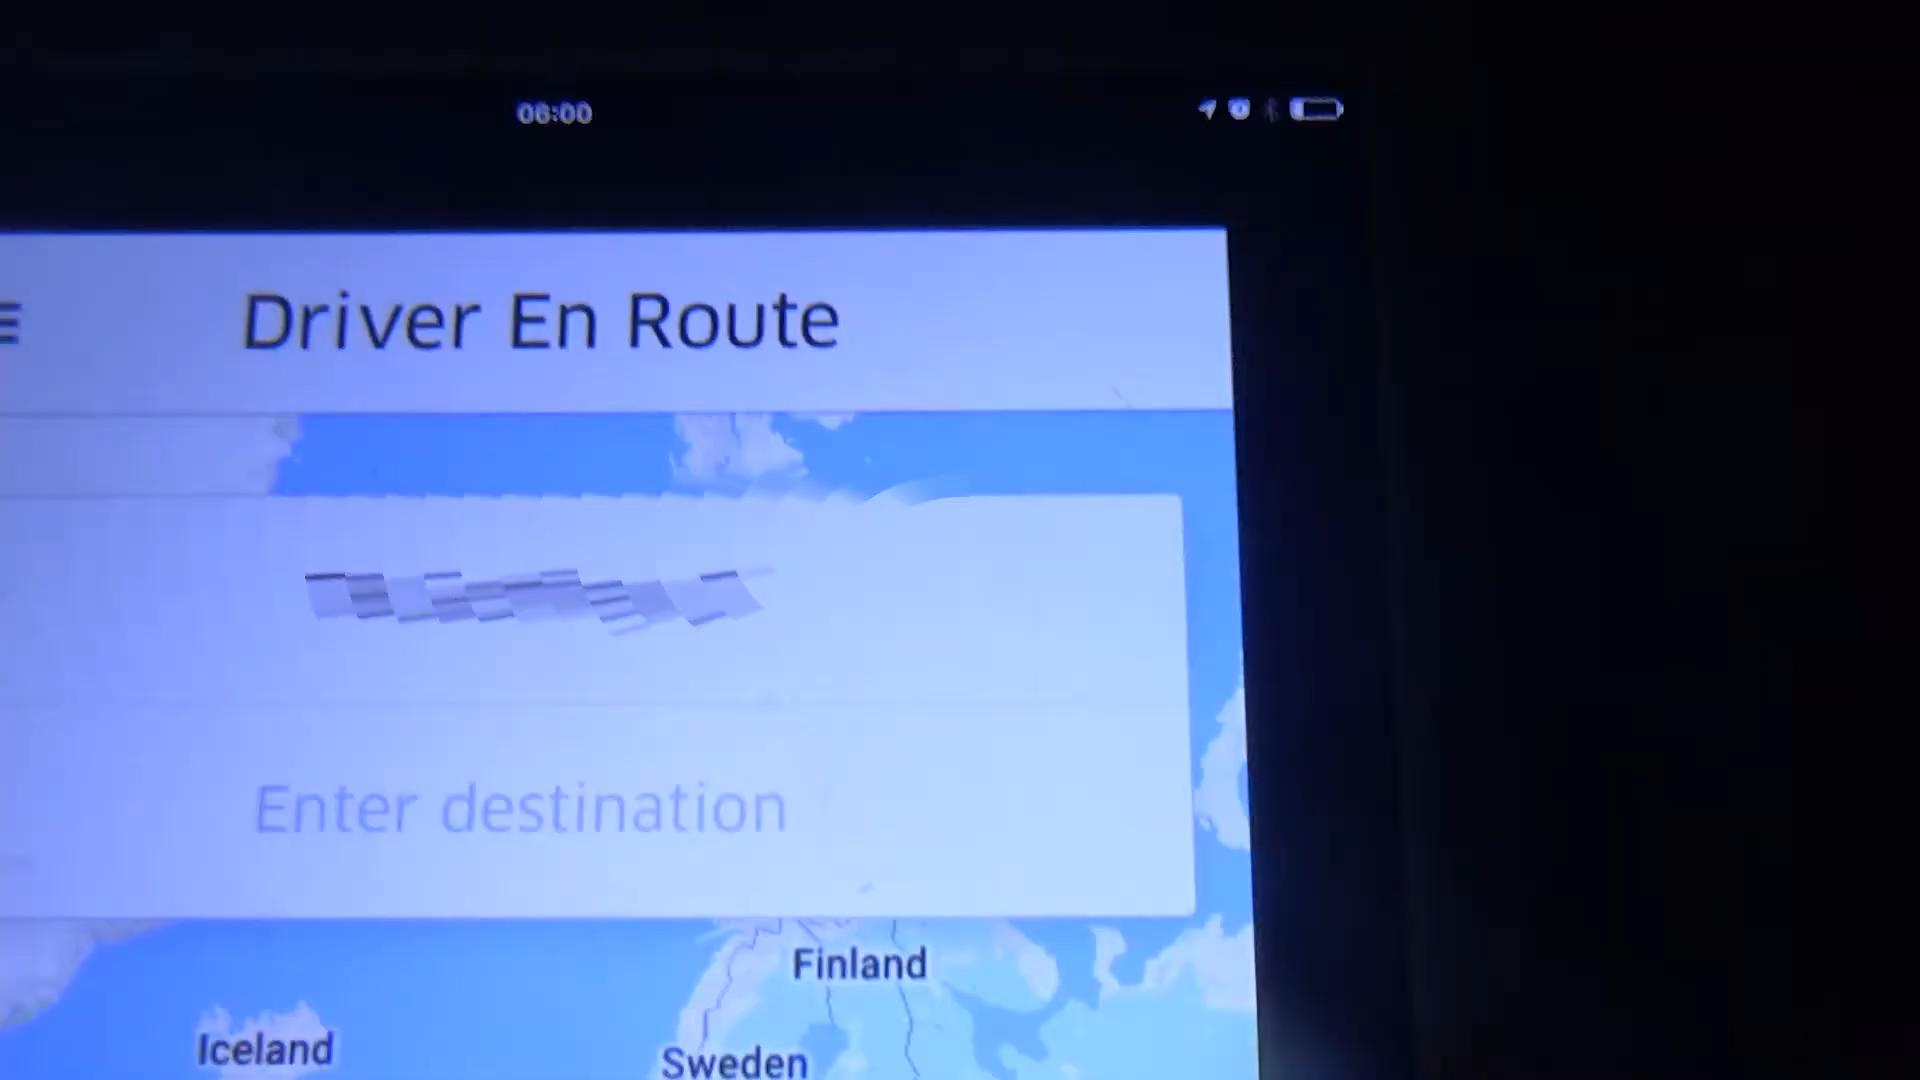 06:00
Driver En Route
Enter destination
Finland
Iceland
Sweden